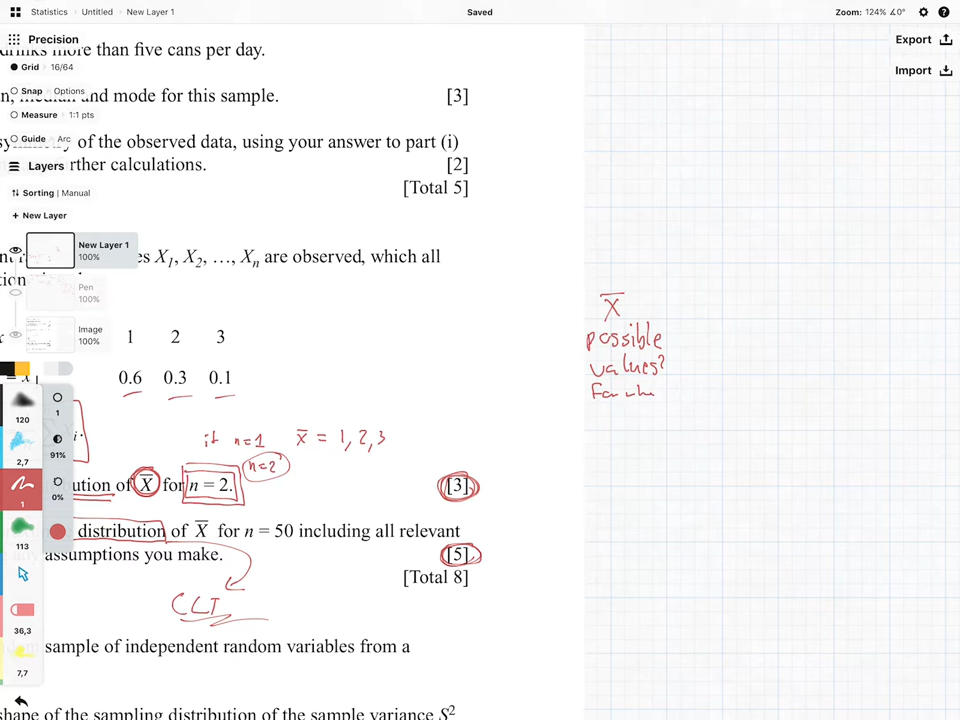 Statistics Untitled New Layer 1
Saved
Zoom: 124% ∠0°
Precision
Export
Grid 16/64
Import
Snap Options
Measure 1:1 pts
Guide Arc
Layers
Sorting | Manual
+ New Layer
New Layer 1
100%
Pen
100%
Image
100%
drinks more than five cans per day.
n, median and mode for this sample. [3]
of the observed data, using your answer to part (i)
rther calculations. [2]
[Total 5]
es X1, X2, …, Xn are observed, which all
tion
x 1 2 3
= x] 0.6 0.3 0.1
i.
if n=1 x̄ = 1, 2, 3
n=2
ution of X̄ for n = 2. [3]
distribution of X̄ for n = 50 including all relevant
assumptions you make. [5]
[Total 8]
CLT
sample of independent random variables from a
shape of the sampling distribution of the sample variance S²
X̄
possible
values?
For
120
2,7
1
113
36,3
7,7
1
91%
0%